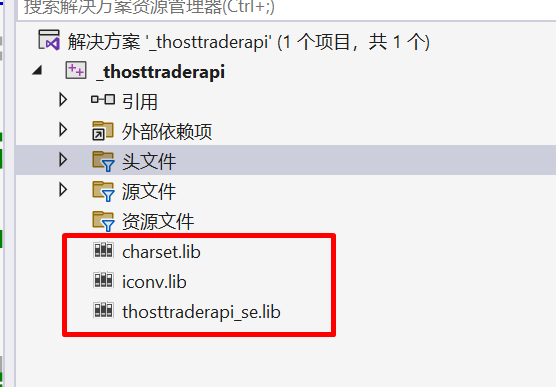 搜索解决方案资源管理器(Ctrl+;)
解决方案 '_thosttraderapi' (1 个项目，共 1 个)
_thosttraderapi
引用
外部依赖项
头文件
源文件
资源文件
charset.lib
iconv.lib
thosttraderapi_se.lib